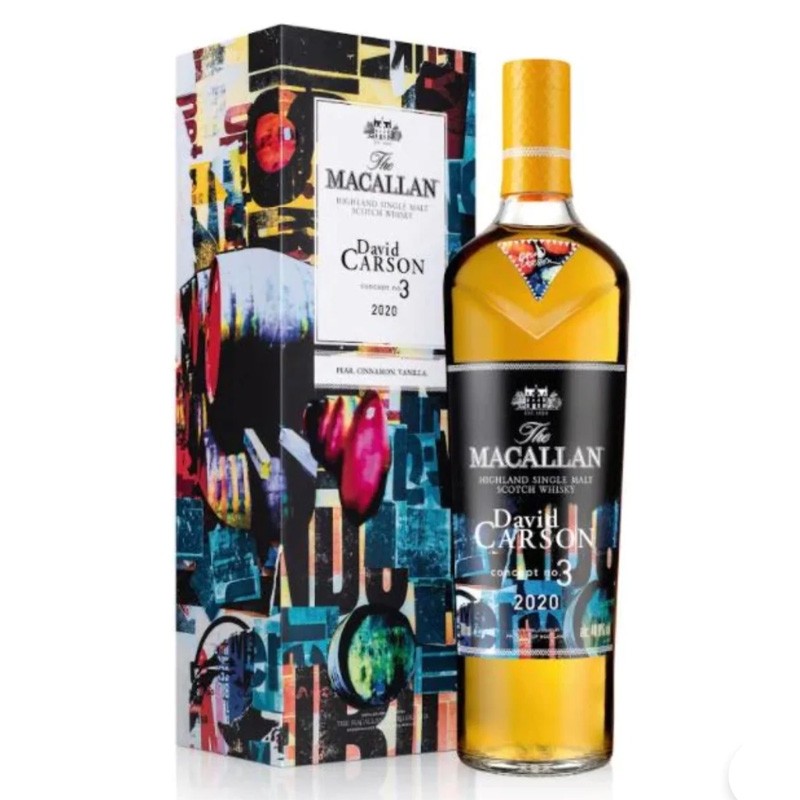 The
MACALLAN
HIGHLAND SINGLE MALT
SCOTCH WHISKY
David
CARSON
concept no.3
2020
PEAR, CINNAMON, VANILLA.
The
MACALLAN
HIGHLAND SINGLE MALT
SCOTCH WHISKY
David
CARSON
concept no.3
2020